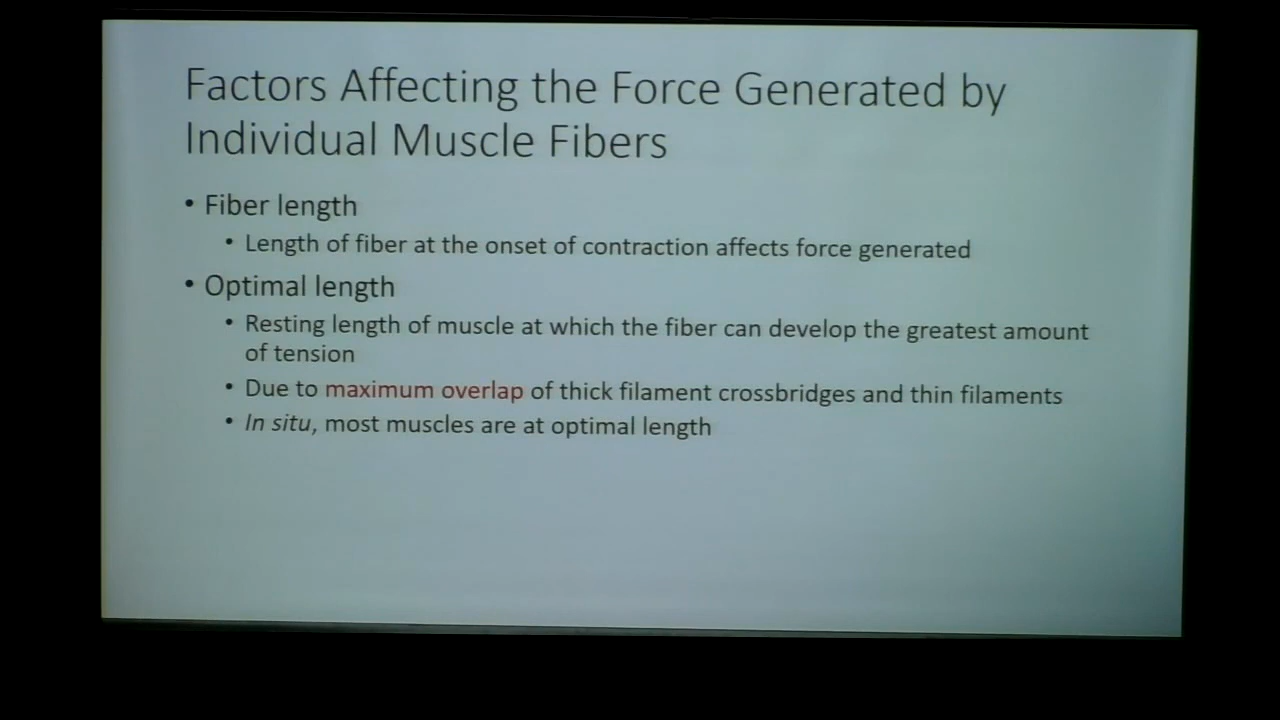 Factors Affecting the Force Generated by
Individual Muscle Fibers
• Fiber length
• Length of fiber at the onset of contraction affects force generated
• Optimal length
• Resting length of muscle at which the fiber can develop the greatest amount
of tension
• Due to maximum overlap of thick filament crossbridges and thin filaments
• In situ, most muscles are at optimal length